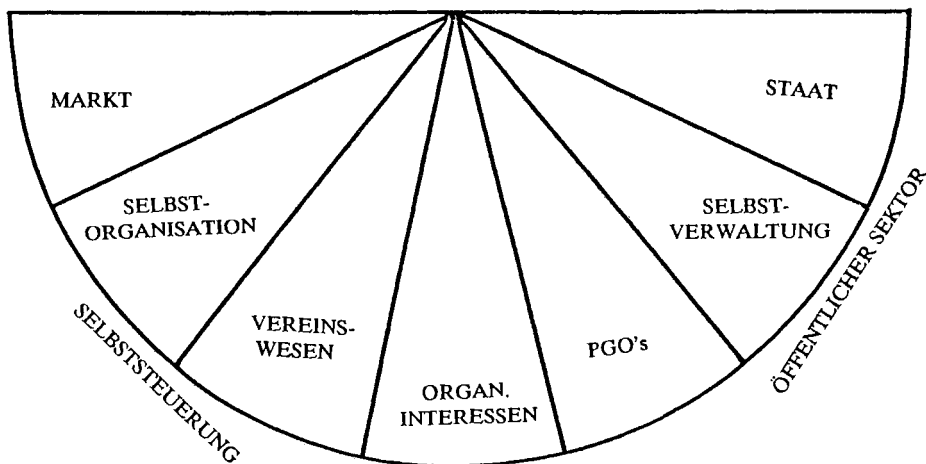 MARKT
SELBST-
ORGANISATION
VEREINS-
WESEN
ORGAN.
INTERESSEN
PGO's
SELBST-
VERWALTUNG
STAAT
SELBSTSTEUERUNG
ÖFFENTLICHER SEKTOR